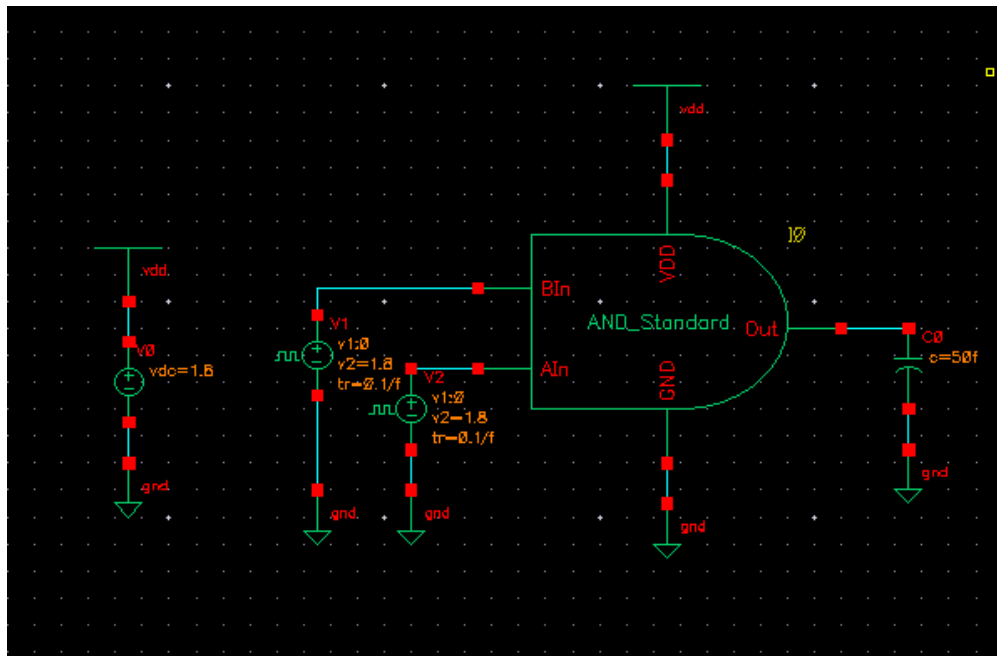 vdd
I0
VDD
vdd
BIn
V1
AND_Standard
Out
v1:0
V0
C0
v2=1.8
vdc=1.8
c=50f
AIn
V2
tr=0.1/f
v1:0
GND
v2=1.8
tr=0.1/f
gnd
gnd
gnd
gnd
gnd